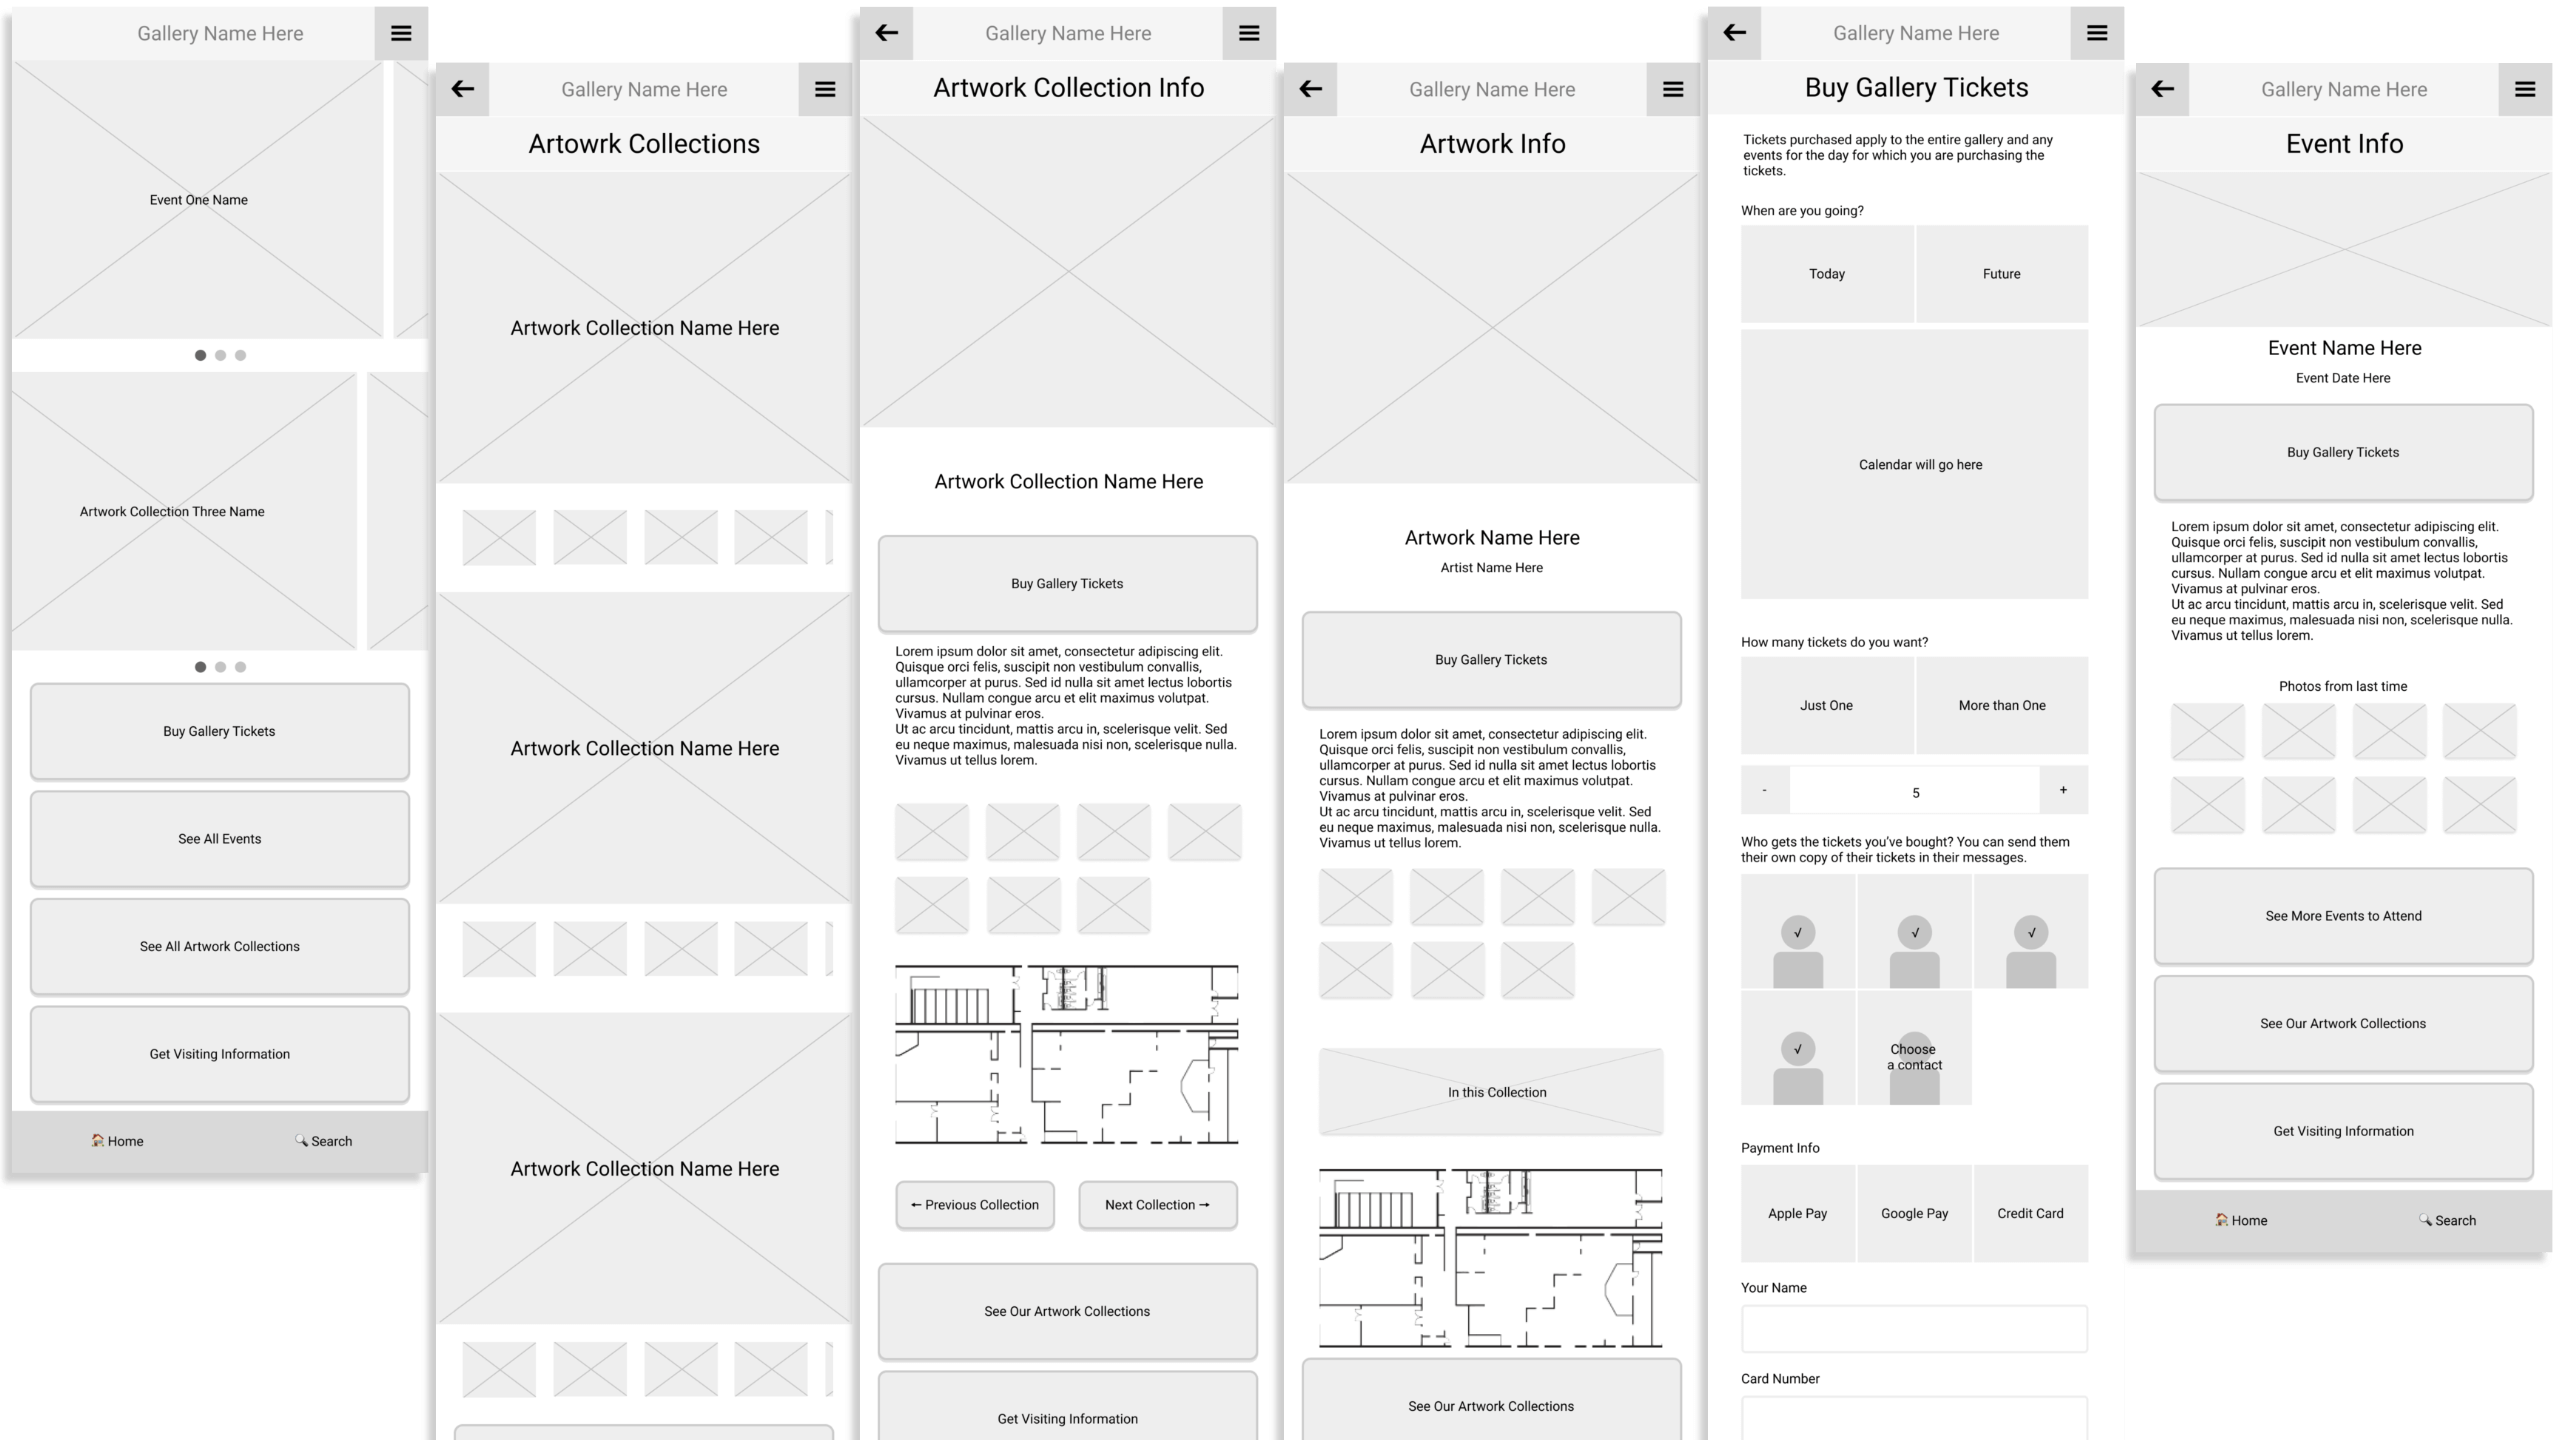 Gallery Name Here
Event One Name
Artwork Collection Three Name
Buy Gallery Tickets
See All Events
See All Artwork Collections
Get Visiting Information
Home
Search
Gallery Name Here
Artowrk Collections
Artwork Collection Name Here
Artwork Collection Name Here
Artwork Collection Name Here
Gallery Name Here
Artwork Collection Info
Artwork Collection Name Here
Buy Gallery Tickets
Lorem ipsum dolor sit amet, consectetur adipiscing elit.
Quisque orci felis, suscipit non vestibulum convallis,
ullamcorper at purus. Sed id nulla sit amet lectus lobortis
cursus. Nullam congue arcu et elit maximus volutpat.
Vivamus at pulvinar eros.
Ut ac arcu tincidunt, mattis arcu in, scelerisque velit. Sed
eu neque maximus, malesuada nisi non, scelerisque nulla.
Vivamus ut tellus lorem.
← Previous Collection
Next Collection →
See Our Artwork Collections
Get Visiting Information
Gallery Name Here
Artwork Info
Artwork Name Here
Artist Name Here
Buy Gallery Tickets
Lorem ipsum dolor sit amet, consectetur adipiscing elit.
Quisque orci felis, suscipit non vestibulum convallis,
ullamcorper at purus. Sed id nulla sit amet lectus lobortis
cursus. Nullam congue arcu et elit maximus volutpat.
Vivamus at pulvinar eros.
Ut ac arcu tincidunt, mattis arcu in, scelerisque velit. Sed
eu neque maximus, malesuada nisi non, scelerisque nulla.
Vivamus ut tellus lorem.
In this Collection
See Our Artwork Collections
Gallery Name Here
Buy Gallery Tickets
Tickets purchased apply to the entire gallery and any
events for the day for which you are purchasing the
tickets.
When are you going?
Today
Future
Calendar will go here
How many tickets do you want?
Just One
More than One
- 5 +
Who gets the tickets you've bought? You can send them
their own copy of their tickets in their messages.
√ √ √
√
Choose
a contact
Payment Info
Apple Pay
Google Pay
Credit Card
Your Name
Card Number
Gallery Name Here
Event Info
Event Name Here
Event Date Here
Buy Gallery Tickets
Lorem ipsum dolor sit amet, consectetur adipiscing elit.
Quisque orci felis, suscipit non vestibulum convallis,
ullamcorper at purus. Sed id nulla sit amet lectus lobortis
cursus. Nullam congue arcu et elit maximus volutpat.
Vivamus at pulvinar eros.
Ut ac arcu tincidunt, mattis arcu in, scelerisque velit. Sed
eu neque maximus, malesuada nisi non, scelerisque nulla.
Vivamus ut tellus lorem.
Photos from last time
See More Events to Attend
See Our Artwork Collections
Get Visiting Information
Home
Search